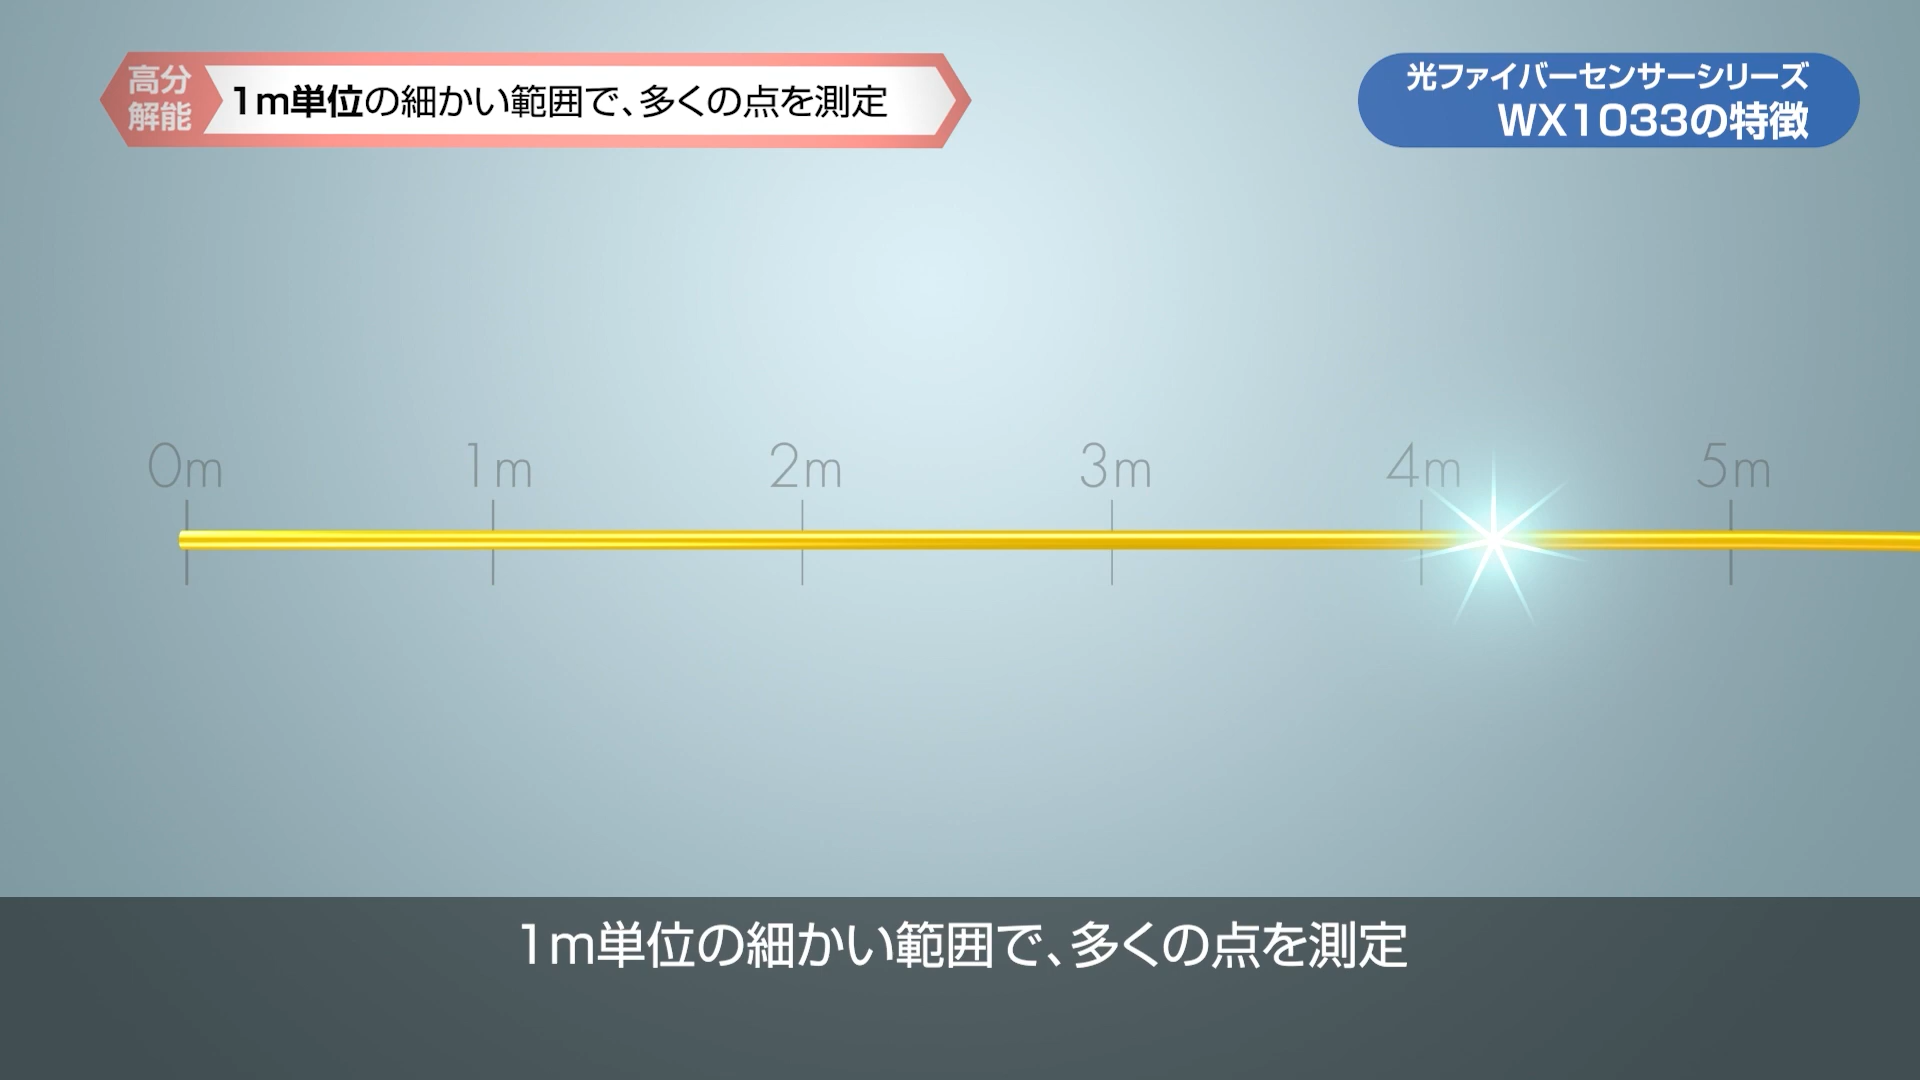 高分
解能
1m単位の細かい範囲で、多くの点を測定
光ファイバーセンサーシリーズ
WX1033の特徴
0m 1m 2m 3m 4m 5m
1m単位の細かい範囲で、多くの点を測定